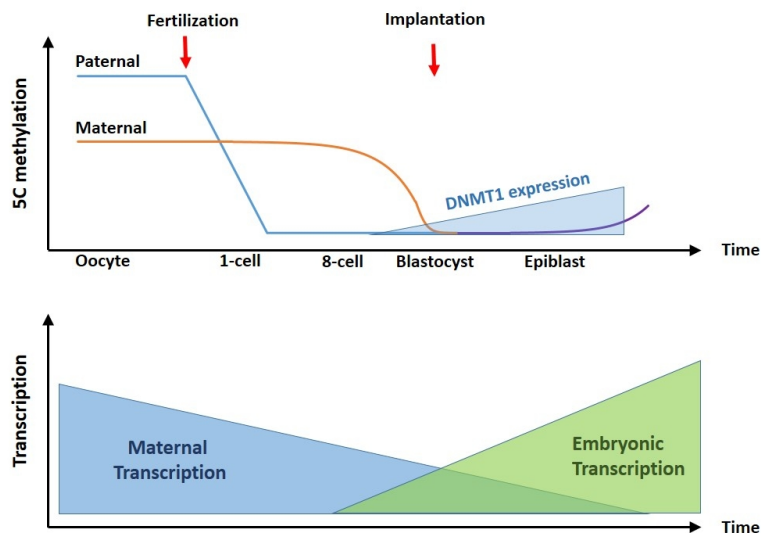 Fertilization
Implantation
Paternal
Maternal
5C methylation
DNMT1 expression
Time
Oocyte
1-cell
8-cell
Blastocyst
Epiblast
Transcription
Maternal
Transcription
Embryonic
Transcription
Time